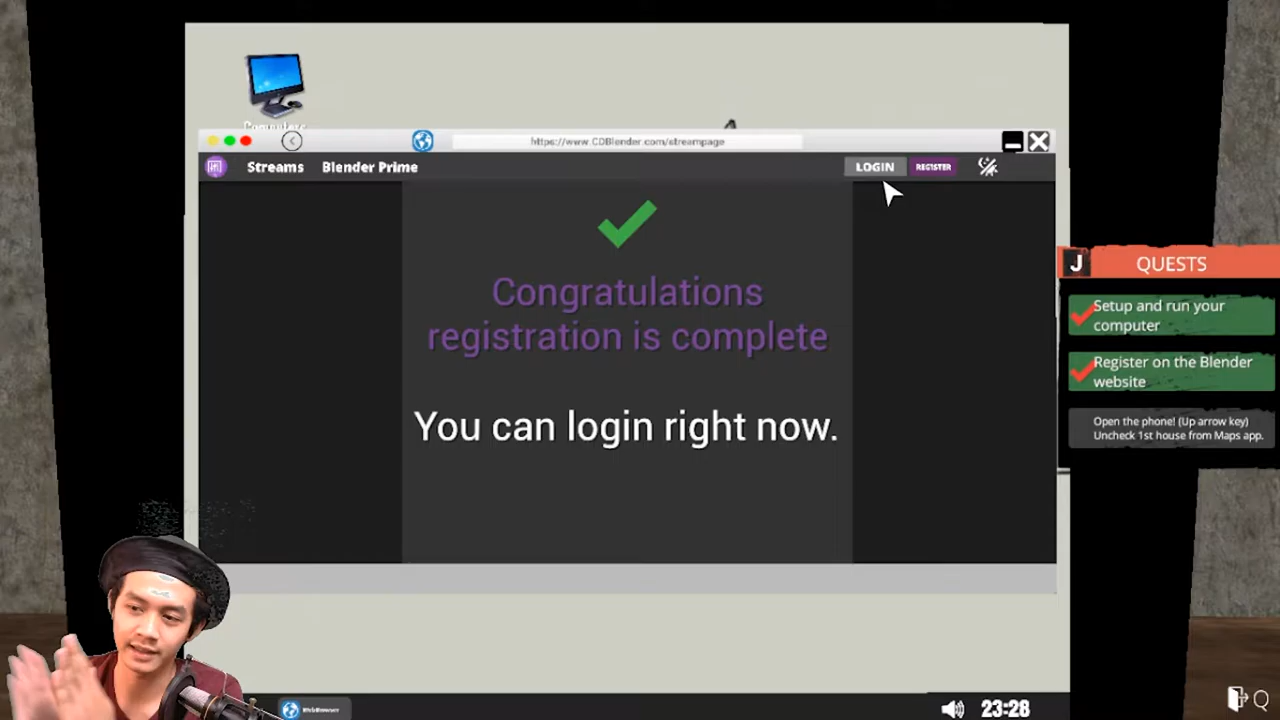 Computers
https://www.CDBlender.com/streampage
Streams Blender Prime LOGIN REGISTER
Congratulations
registration is complete
You can login right now.
J QUESTS
Setup and run your
computer
Register on the Blender
website
Open the phone! (Up arrow key)
Uncheck 1st house from Maps app.
WebBrowser
23:28
Q